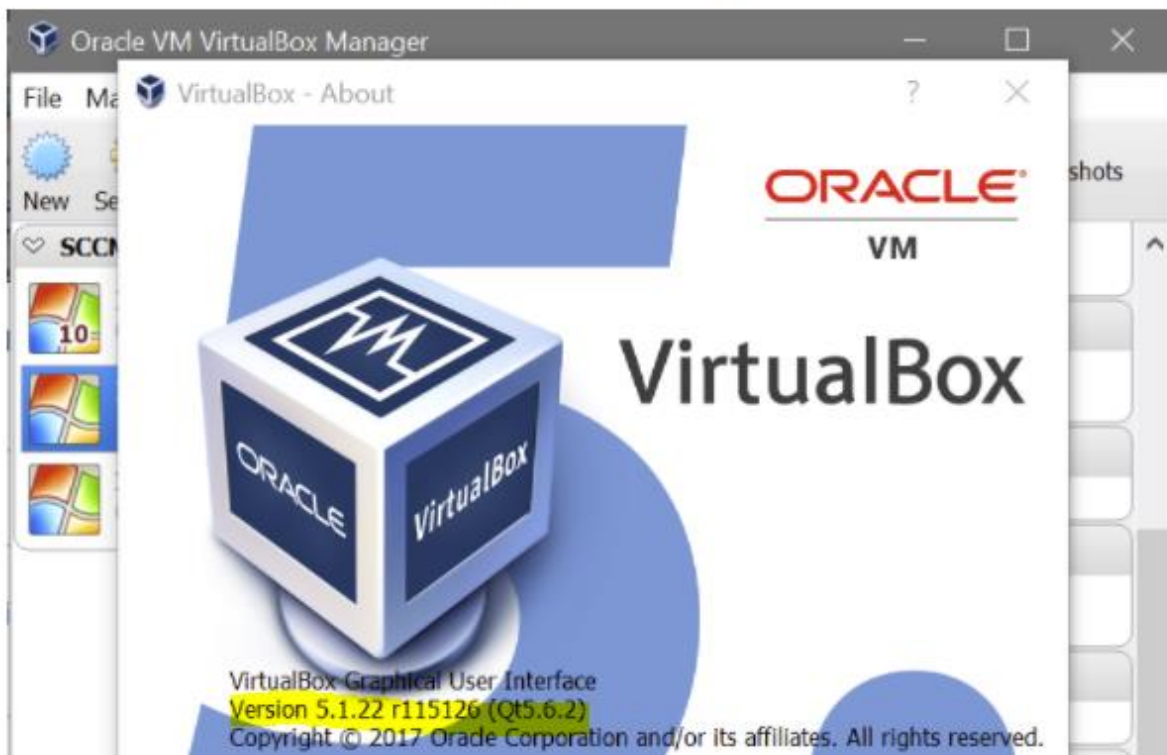 Oracle VM VirtualBox Manager
VirtualBox - About
File
New
shots
10
ORACLE®
VM
VirtualBox
ORACLE
VirtualBox
VirtualBox Graphical User Interface
Version 5.1.22 r115126 (Qt5.6.2)
Copyright © 2017 Oracle Corporation and/or its affiliates. All rights reserved.